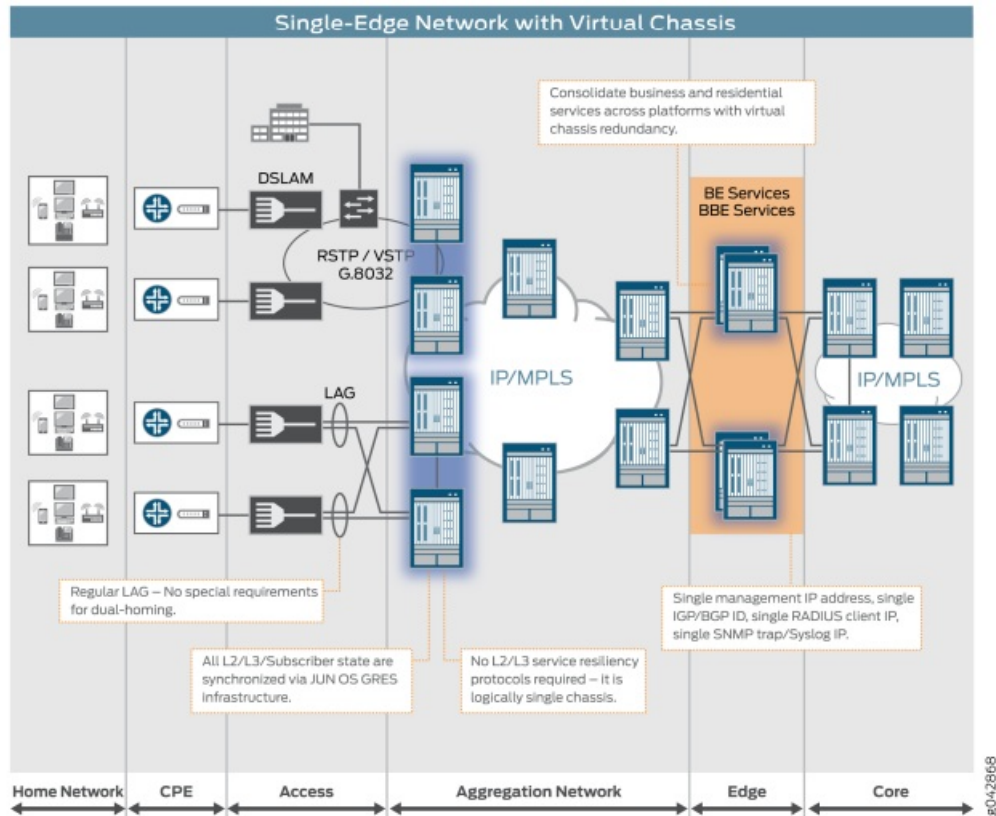 Single-Edge Network with Virtual Chassis
Consolidate business and residential
services across platforms with virtual
chassis redundancy.
DSLAM
BE Services
BBE Services
RSTP / VSTP
G.8032
IP/MPLS
IP/MPLS
LAG
Regular LAG – No special requirements
for dual-homing.
Single management IP address, single
IGP/BGP ID, single RADIUS client IP,
single SNMP trap/Syslog IP.
All L2/L3/Subscriber state are
synchronized via JUN OS GRES
infrastructure.
No L2/L3 service resiliency
protocols required – it is
logically single chassis.
Home Network
CPE
Access
Aggregation Network
Edge
Core
g042868